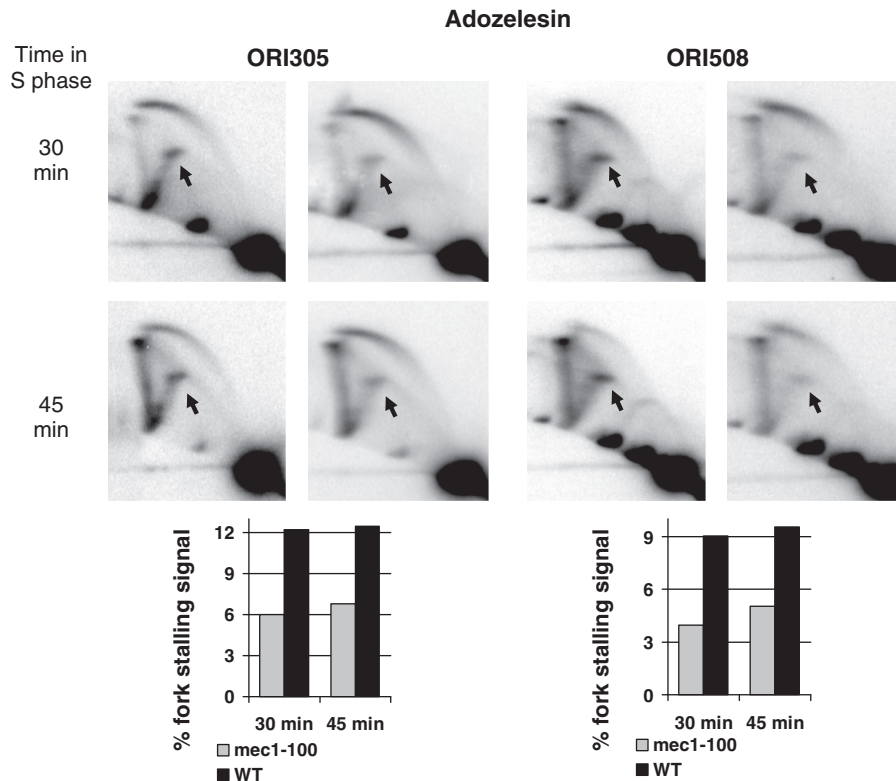 Adozelesin
Time in
S phase
ORI305
ORI508
30
min
45
min
% fork stalling signal
12
9
6
3
0
30 min 45 min
mec1-100
WT
% fork stalling signal
9
6
3
0
30 min 45 min
mec1-100
WT